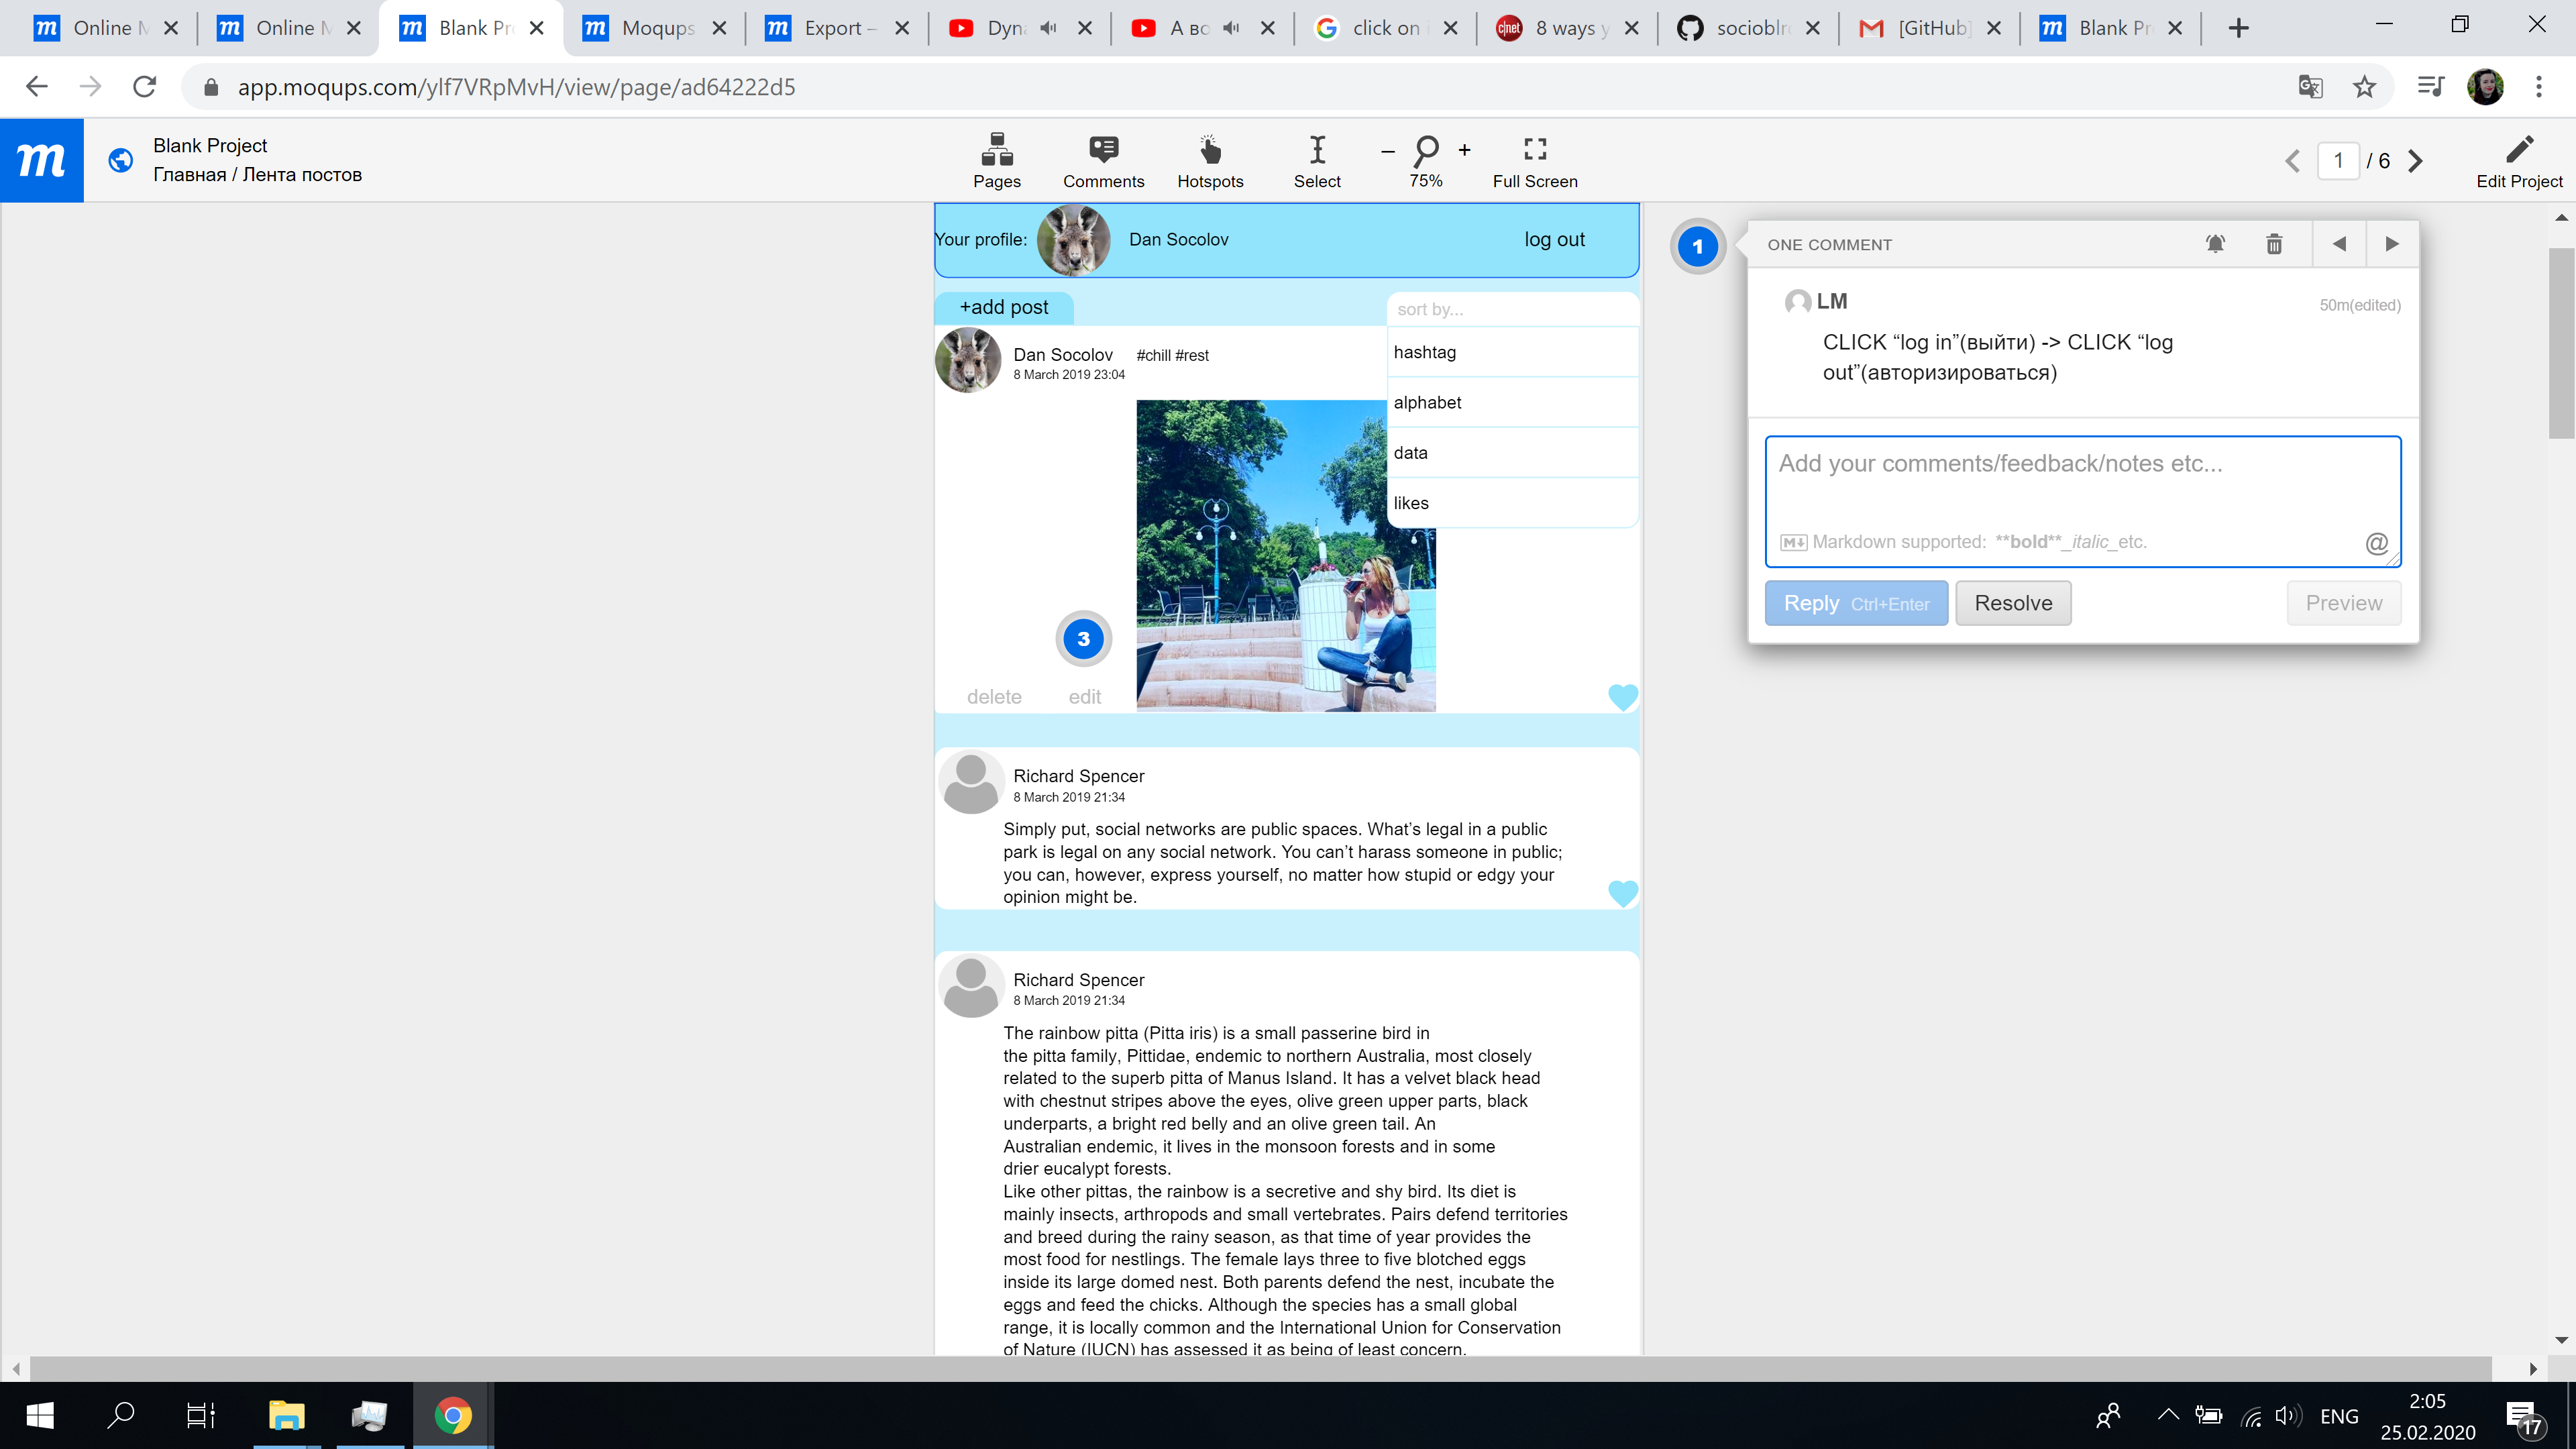 Online M
Online M
Blank Pr
Moqups
Export –
Dyna
А во
click on i
8 ways y
socioblr
[GitHub]
Blank Pr
app.moqups.com/ylf7VRpMvH/view/page/ad64222d5
m
Blank Project
Главная / Лента постов
Pages
Comments
Hotspots
Select
– 75% +
Full Screen
1 / 6
Edit Project
Your profile:
Dan Socolov
log out
+add post
sort by...
hashtag
alphabet
data
likes
Dan Socolov #chill #rest
8 March 2019 23:04
3
delete
edit
Richard Spencer
8 March 2019 21:34
Simply put, social networks are public spaces. What’s legal in a public
park is legal on any social network. You can’t harass someone in public;
you can, however, express yourself, no matter how stupid or edgy your
opinion might be.
Richard Spencer
8 March 2019 21:34
The rainbow pitta (Pitta iris) is a small passerine bird in
the pitta family, Pittidae, endemic to northern Australia, most closely
related to the superb pitta of Manus Island. It has a velvet black head
with chestnut stripes above the eyes, olive green upper parts, black
underparts, a bright red belly and an olive green tail. An
Australian endemic, it lives in the monsoon forests and in some
drier eucalypt forests.
Like other pittas, the rainbow is a secretive and shy bird. Its diet is
mainly insects, arthropods and small vertebrates. Pairs defend territories
and breed during the rainy season, as that time of year provides the
most food for nestlings. The female lays three to five blotched eggs
inside its large domed nest. Both parents defend the nest, incubate the
eggs and feed the chicks. Although the species has a small global
range, it is locally common and the International Union for Conservation
of Nature (IUCN) has assessed it as being of least concern.
1
ONE COMMENT
LM
50m(edited)
CLICK “log in”(выйти) -> CLICK “log
out”(авторизироваться)
Add your comments/feedback/notes etc...
M Markdown supported: **bold**_italic_etc.
@
Reply Ctrl+Enter
Resolve
Preview
ENG
2:05
25.02.2020
17